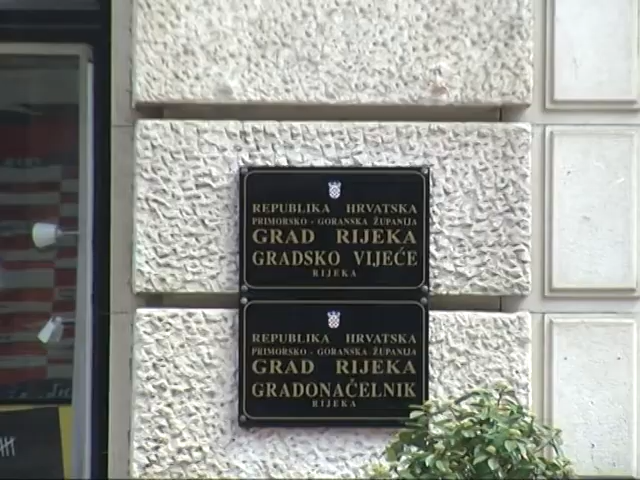 REPUBLIKA HRVATSKA
PRIMORSKO - GORANSKA ŽUPANIJA
GRAD RIJEKA
GRADSKO VIJEĆE
RIJEKA
REPUBLIKA HRVATSKA
PRIMORSKO - GORANSKA ŽUPANIJA
GRAD RIJEKA
GRADONAČELNIK
RIJEKA